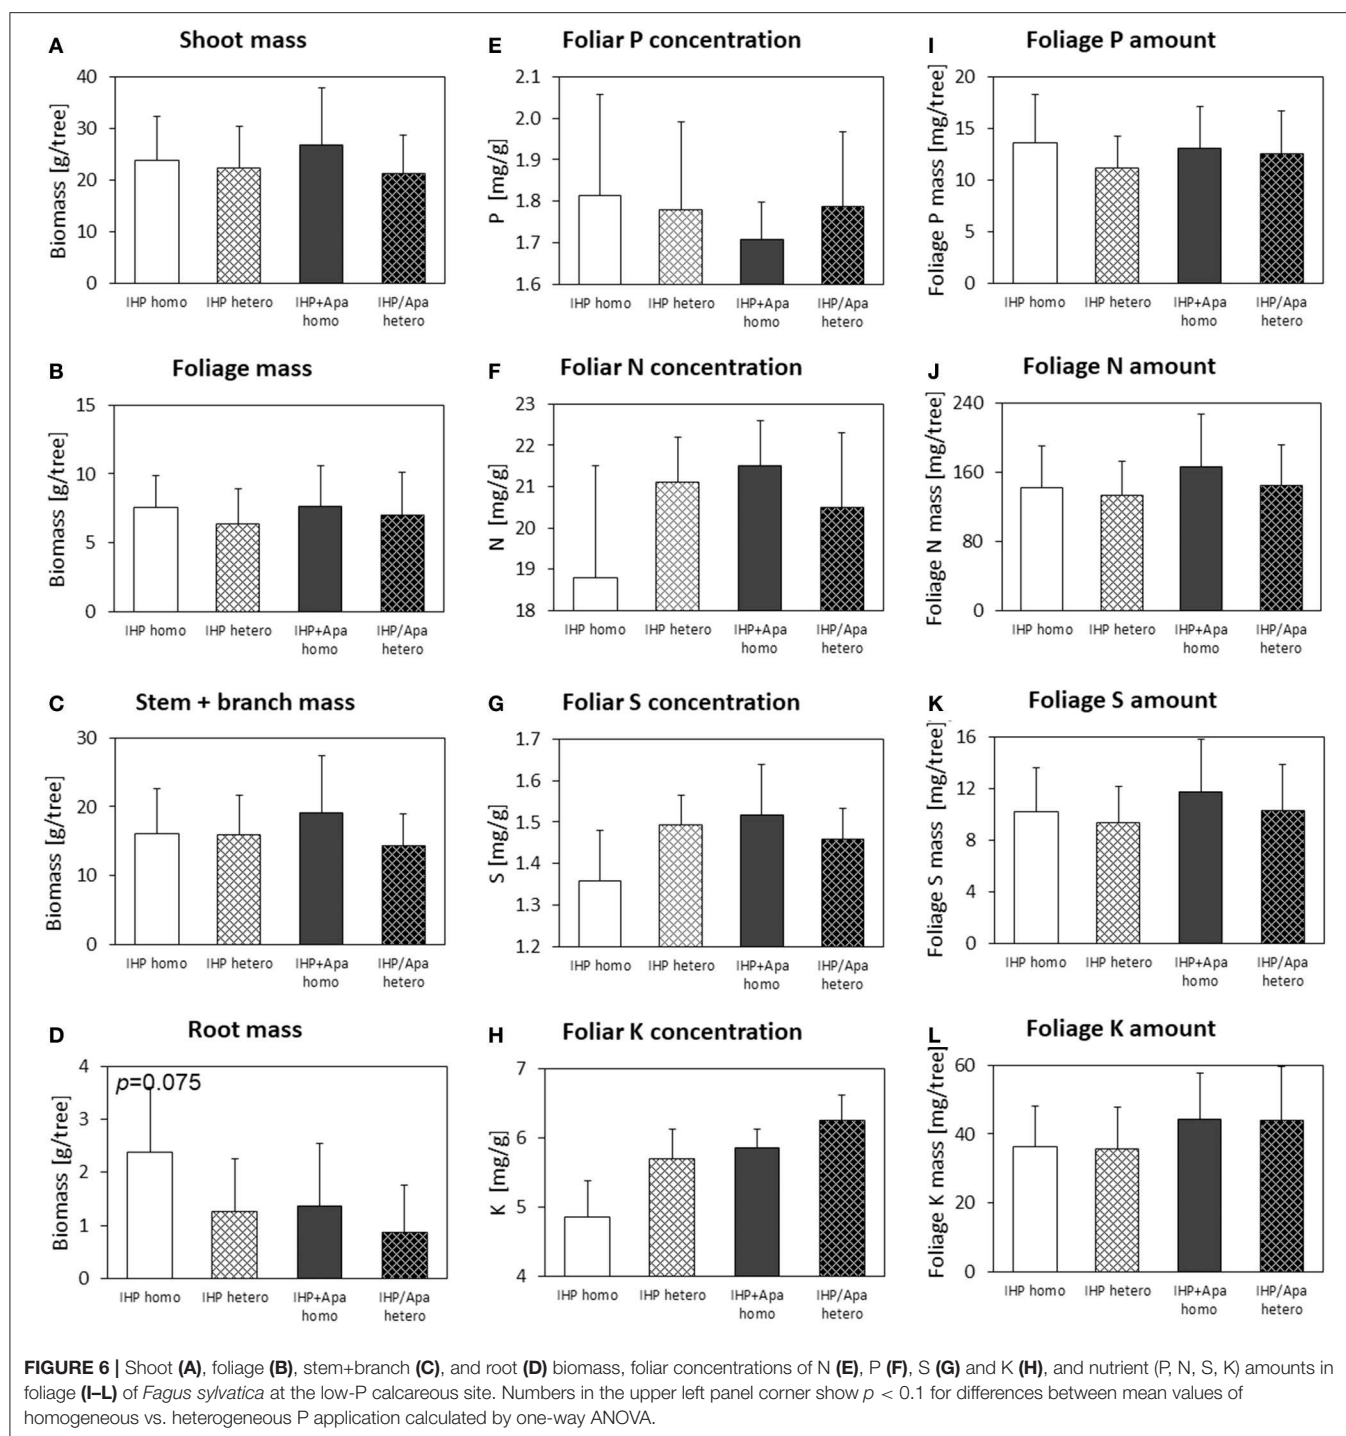 A
Shoot mass
Biomass [g/tree]
40
30
20
10
0
IHP homo
IHP hetero
IHP+Apa
homo
IHP/Apa
hetero
E
Foliar P concentration
P [mg/g]
2.1
2.0
1.9
1.8
1.7
1.6
IHP homo
IHP hetero
IHP+Apa
homo
IHP/Apa
hetero
I
Foliage P amount
Foliage P mass [mg/tree]
20
15
10
5
0
IHP homo
IHP hetero
IHP+Apa
homo
IHP/Apa
hetero
B
Foliage mass
Biomass [g/tree]
15
10
5
0
IHP homo
IHP hetero
IHP+Apa
homo
IHP/Apa
hetero
F
Foliar N concentration
N [mg/g]
23
22
21
20
19
18
IHP homo
IHP hetero
IHP+Apa
homo
IHP/Apa
hetero
J
Foliage N amount
Foliage N mass [mg/tree]
240
160
80
0
IHP homo
IHP hetero
IHP+Apa
homo
IHP/Apa
hetero
C
Stem + branch mass
Biomass [g/tree]
30
20
10
0
IHP homo
IHP hetero
IHP+Apa
homo
IHP/Apa
hetero
G
Foliar S concentration
S [mg/g]
1.7
1.6
1.5
1.4
1.3
1.2
IHP homo
IHP hetero
IHP+Apa
homo
IHP/Apa
hetero
K
Foliage S amount
Foliage S mass [mg/tree]
16
12
8
4
0
IHP homo
IHP hetero
IHP+Apa
homo
IHP/Apa
hetero
D
Root mass
Biomass [g/tree]
4
3
2
1
0
p=0.075
IHP homo
IHP hetero
IHP+Apa
homo
IHP/Apa
hetero
H
Foliar K concentration
K [mg/g]
7
6
5
4
IHP homo
IHP hetero
IHP+Apa
homo
IHP/Apa
hetero
L
Foliage K amount
Foliage K mass [mg/tree]
60
40
20
0
IHP homo
IHP hetero
IHP+Apa
homo
IHP/Apa
hetero
FIGURE 6 | Shoot (A), foliage (B), stem+branch (C), and root (D) biomass, foliar concentrations of N (E), P (F), S (G) and K (H), and nutrient (P, N, S, K) amounts in
foliage (I–L) of Fagus sylvatica at the low-P calcareous site. Numbers in the upper left panel corner show p < 0.1 for differences between mean values of
homogeneous vs. heterogeneous P application calculated by one-way ANOVA.